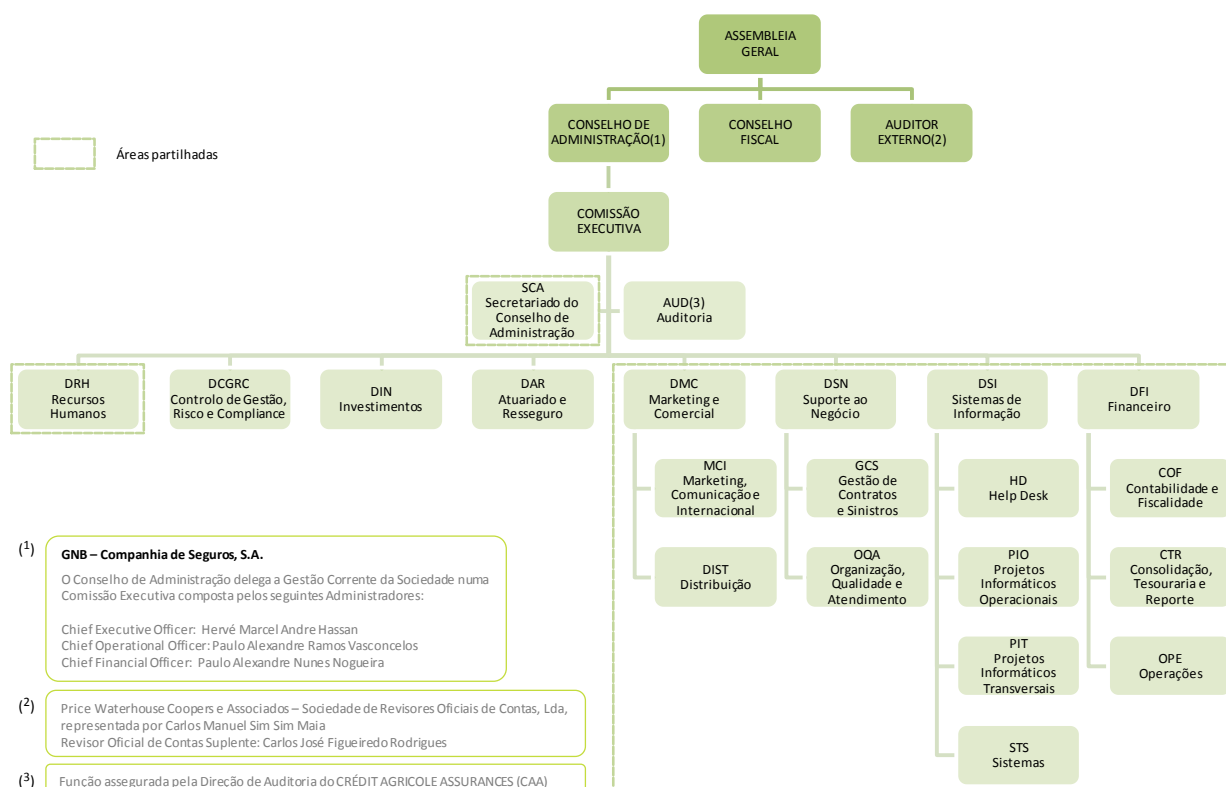 ASSEMBLEIA
GERAL
CONSELHO DE
ADMINISTRAÇÃO(1)
CONSELHO
FISCAL
AUDITOR
EXTERNO(2)
Áreas partilhadas
COMISSÃO
EXECUTIVA
SCA
Secretariado do
Conselho de
Administração
AUD(3)
Auditoria
DRH
Recursos
Humanos
DCGRC
Controlo de Gestão,
Risco e Compliance
DIN
Investimentos
DAR
Atuariado e
Resseguro
DMC
Marketing e
Comercial
DSN
Suporte ao
Negócio
DSI
Sistemas de
Informação
DFI
Financeiro
MCI
Marketing,
Comunicação e
Internacional
GCS
Gestão de
Contratos
e Sinistros
HD
Help Desk
COF
Contabilidade e
Fiscalidade
DIST
Distribuição
OQA
Organização,
Qualidade e
Atendimento
PIO
Projetos
Informáticos
Operacionais
CTR
Consolidação,
Tesouraria e
Reporte
PIT
Projetos
Informáticos
Transversais
OPE
Operações
STS
Sistemas
(1)
GNB – Companhia de Seguros, S.A.
O Conselho de Administração delega a Gestão Corrente da Sociedade numa
Comissão Executiva composta pelos seguintes Administradores:
Chief Executive Officer: Hervé Marcel Andre Hassan
Chief Operational Officer: Paulo Alexandre Ramos Vasconcelos
Chief Financial Officer: Paulo Alexandre Nunes Nogueira
(2)
Price Waterhouse Coopers e Associados – Sociedade de Revisores Oficiais de Contas, Lda,
representada por Carlos Manuel Sim Sim Maia
Revisor Oficial de Contas Suplente: Carlos José Figueiredo Rodrigues
(3)
Função assegurada pela Direção de Auditoria do CRÉDIT AGRICOLE ASSURANCES (CAA)